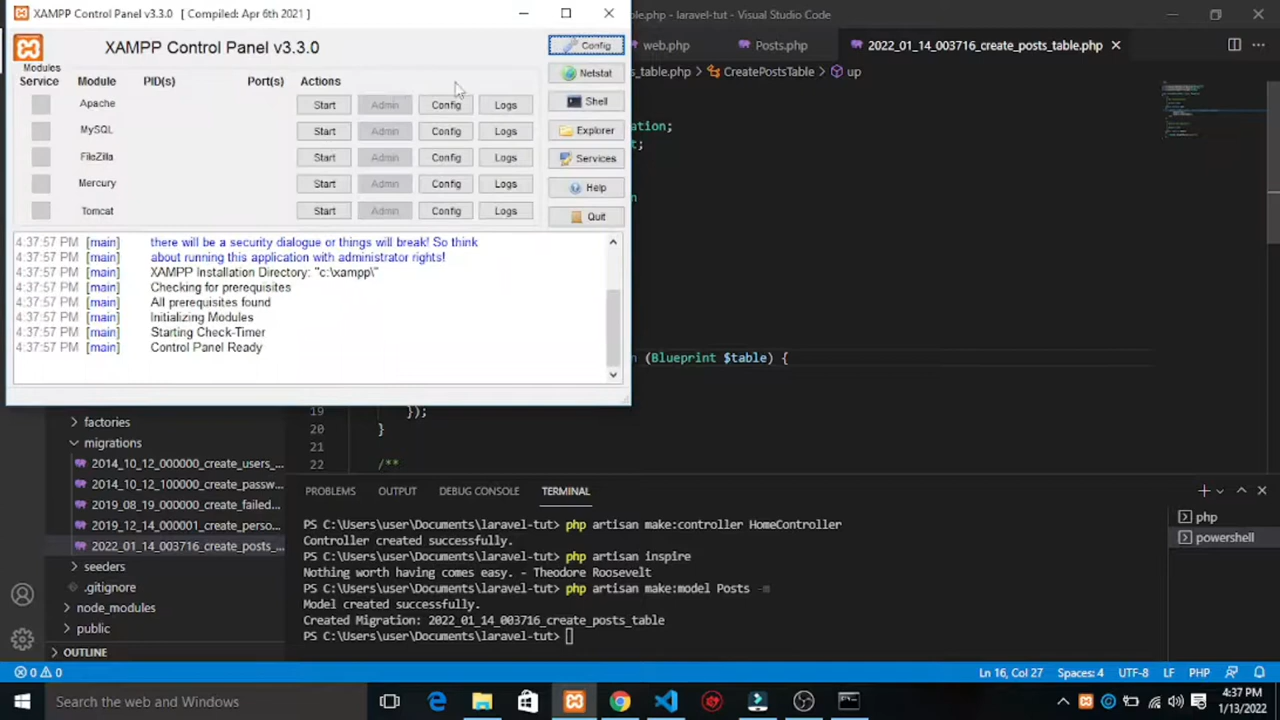 XAMPP Control Panel v3.3.0 [ Compiled: Apr 6th 2021 ]
table.php - laravel-tut - Visual Studio Code
XAMPP Control Panel v3.3.0
Config
web.php
Posts.php
2022_01_14_003716_create_posts_table.php
Modules
Service Module PID(s) Port(s) Actions
Netstat
_table.php > CreatePostsTable > up
Apache Start Admin Config Logs
Shell
MySQL Start Admin Config Logs
Explorer
ation;
t;
FileZilla Start Admin Config Logs
Services
Mercury Start Admin Config Logs
Help
n
Tomcat Start Admin Config Logs
Quit
4:37:57 PM [main] there will be a security dialogue or things will break! So think
4:37:57 PM [main] about running this application with administrator rights!
4:37:57 PM [main] XAMPP Installation Directory: "c:\xampp\"
4:37:57 PM [main] Checking for prerequisites
4:37:57 PM [main] All prerequisites found
4:37:57 PM [main] Initializing Modules
4:37:57 PM [main] Starting Check-Timer
4:37:57 PM [main] Control Panel Ready
n (Blueprint $table) {
19 });
20 }
21
22 /**
factories
migrations
2014_10_12_000000_create_users_...
2014_10_12_100000_create_passw...
2019_08_19_000000_create_failed...
2019_12_14_000001_create_perso...
2022_01_14_003716_create_posts_...
seeders
.gitignore
node_modules
public
OUTLINE
PROBLEMS OUTPUT DEBUG CONSOLE TERMINAL
PS C:\Users\user\Documents\laravel-tut> php artisan make:controller HomeController
Controller created successfully.
PS C:\Users\user\Documents\laravel-tut> php artisan inspire
Nothing worth having comes easy. - Theodore Roosevelt
PS C:\Users\user\Documents\laravel-tut> php artisan make:model Posts -m
Model created successfully.
Created Migration: 2022_01_14_003716_create_posts_table
PS C:\Users\user\Documents\laravel-tut>
php
powershell
0 0
Ln 16, Col 27 Spaces: 4 UTF-8 LF PHP
Search the web and Windows
4:37 PM
1/13/2022